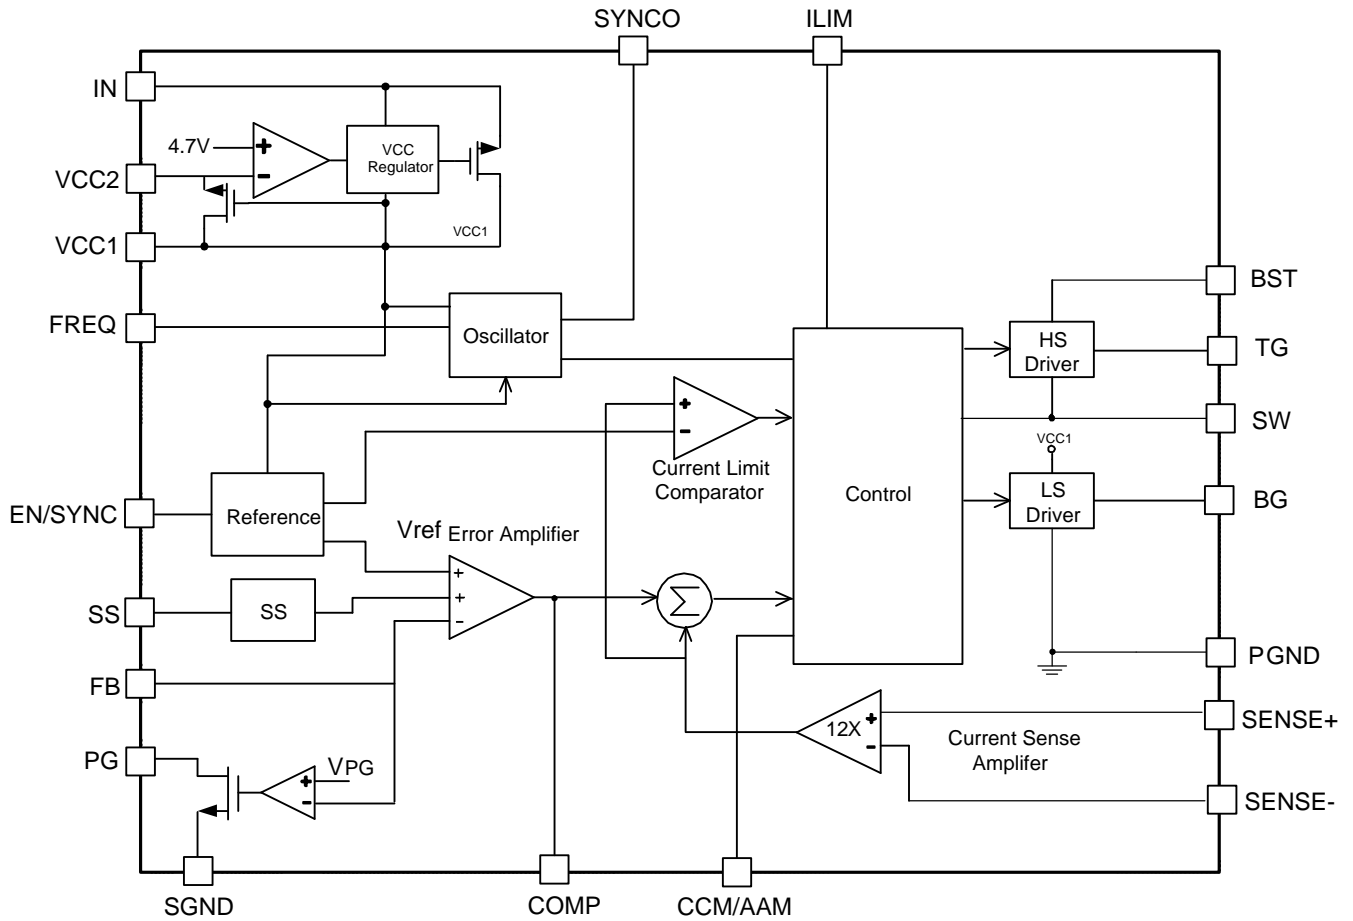 SYNCO
ILIM
IN
4.7V
+
-
VCC
Regulator
VCC2
VCC1
VCC1
FREQ
Oscillator
BST
HS
Driver
TG
SW
+
-
Current Limit
Comparator
VCC1
Control
LS
Driver
BG
EN/SYNC
Reference
Vref
Error Amplifier
+
+
-
SS
SS
Σ
PGND
FB
SENSE+
12X
+
-
Current Sense
Amplifer
PG
VPG
+
-
SENSE-
SGND
COMP
CCM/AAM